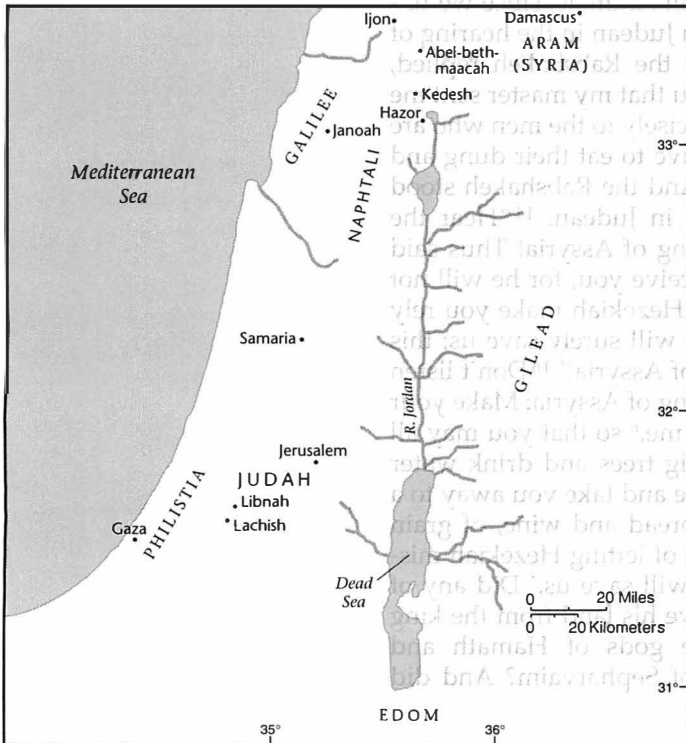 Ijon
Damascus
Abel-beth-
maacah
ARAM
(SYRIA)
Kedesh
Hazor
GALILEE
Janoah
33°
NAPHTALI
Mediterranean
Sea
Samaria
GILEAD
R. Jordan
32°
Jerusalem
JUDAH
Libnah
Lachish
PHILISTIA
Gaza
Dead
Sea
0 20 Miles
0 20 Kilometers
31°
EDOM
35° 36°